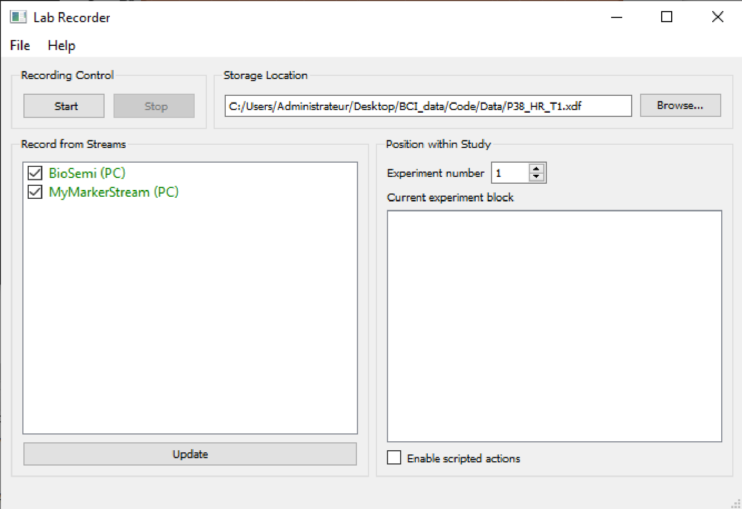 Lab Recorder
File Help
Recording Control
Start Stop
Storage Location
C:/Users/Administrateur/Desktop/BCI_data/Code/Data/P38_HR_T1.xdf Browse...
Record from Streams
BioSemi (PC)
MyMarkerStream (PC)
Update
Position within Study
Experiment number 1
Current experiment block
Enable scripted actions